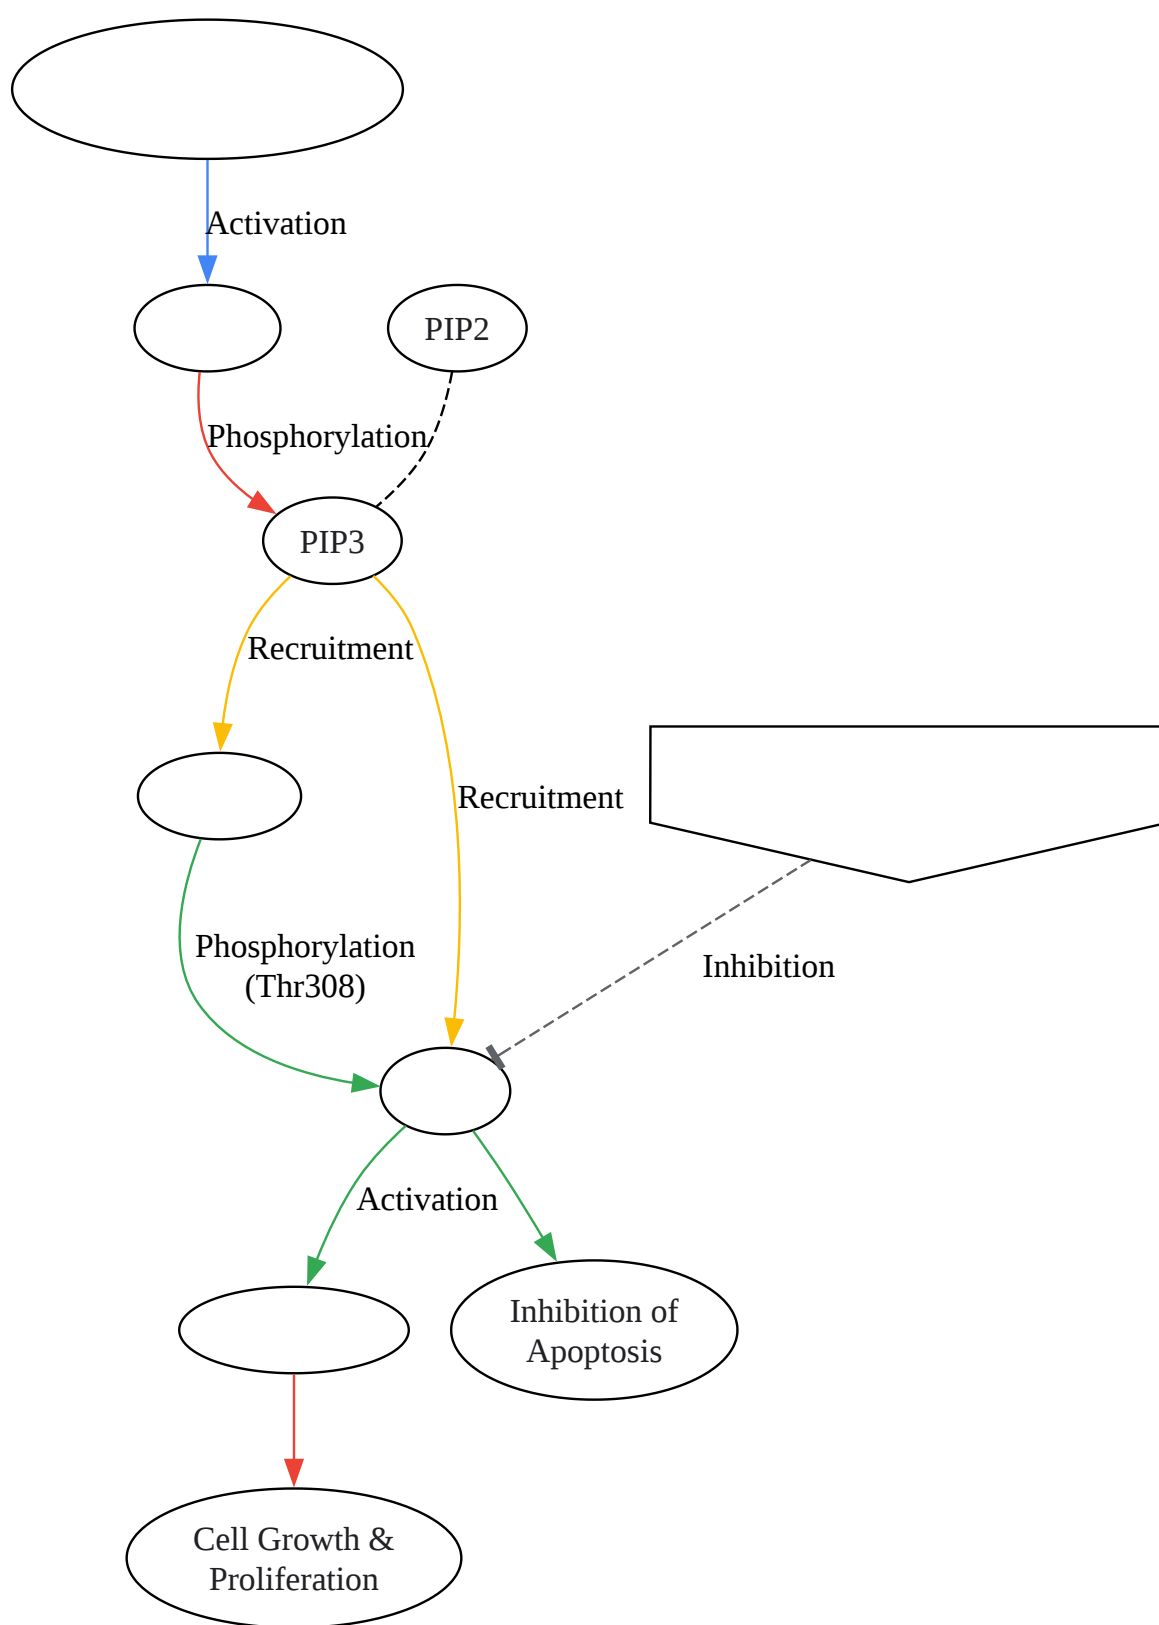 Activation
PIP2
Phosphorylation
PIP3
Recruitment
Recruitment
Phosphorylation
(Thr308)
Inhibition
Activation
Inhibition of
Apoptosis
Cell Growth &
Proliferation